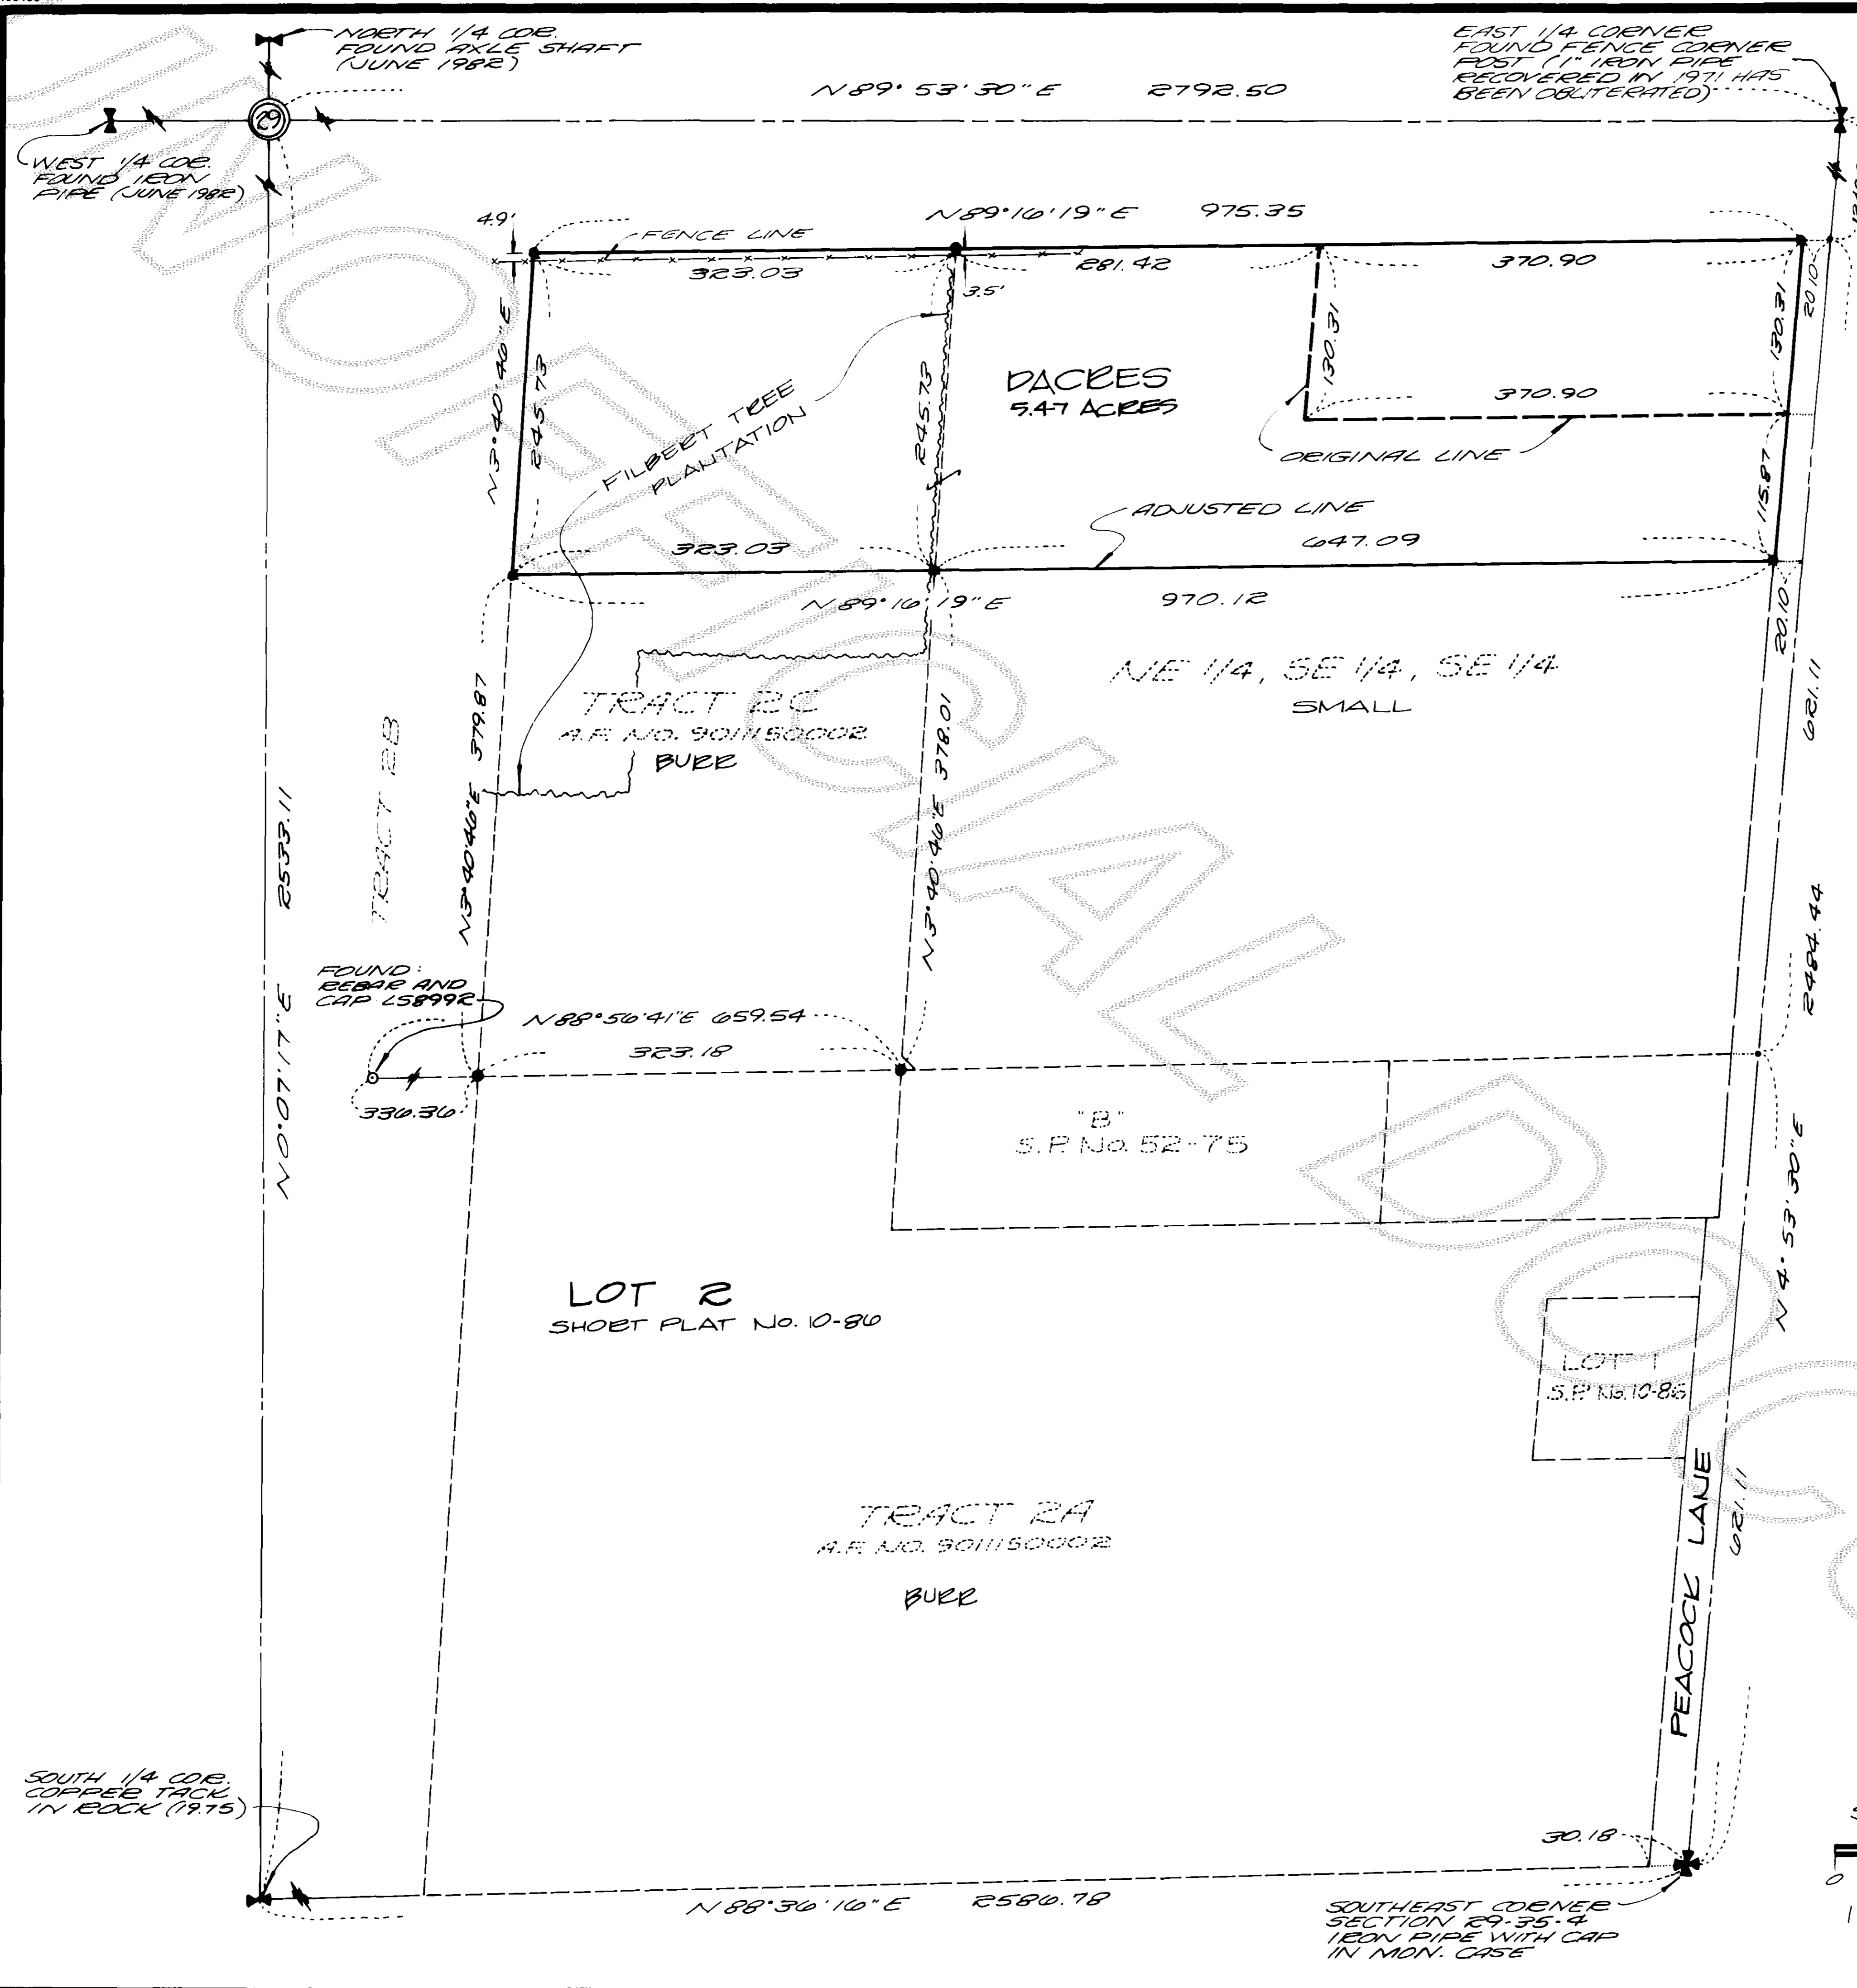 NORTH 1/4 COR.
FOUND AXLE SHAFT
(JUNE 1982)
EAST 1/4 CORNER
FOUND FENCE CORNER
POST (1" IRON PIPE
RECOVERED IN 1971 HAS
BEEN OBLITERATED)
N89°53'30"E 2792.50
29
WEST 1/4 COR.
FOUND IRON
PIPE (JUNE 1982)
4.9'
N89°16'19"E 975.35
FENCE LINE
323.03
281.42
370.90
20.10
3.5'
N3°40'46"E
245.73
245.73
130.31
130.31
DACRES
5.47 ACRES
370.90
FILBERT TREE
PLANTATION
ORIGINAL LINE
115.87
ADJUSTED LINE
323.03
647.09
N89°16'19"E 970.12
20.10
NE 1/4, SE 1/4, SE 1/4
SMALL
621.11
TRACT 2C
A.F. NO. 9011150002
BURR
N3°40'46"E 379.87
N3°40'46"E 378.01
TRACT 2B
2533.11
N0°07'17"E
2484.44
FOUND:
REBAR AND
CAP LS8992
N88°56'41"E 659.54
323.18
336.36
"B"
S.P. No. 52-75
N4°53'30"E
LOT 2
SHORT PLAT No. 10-86
LOT 1
S.P. No. 10-86
621.11
PEACOCK LANE
TRACT 2A
A.F. NO. 9011150002
BURR
SOUTH 1/4 COR.
COPPER TACK
IN ROCK (1975)
30.18
N88°36'16"E 2586.78
SOUTHEAST CORNER
SECTION 29-35-4
IRON PIPE WITH CAP
IN MON. CASE
0
UNOFFICIAL DOC